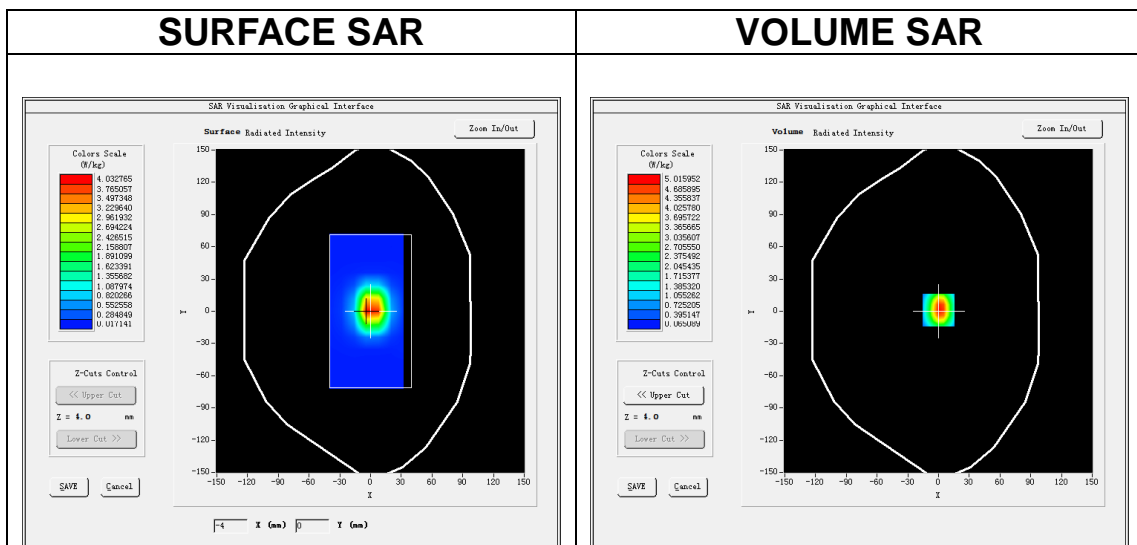 SURFACE SAR
VOLUME SAR
SAR Visualisation Graphical Interface
Surface Radiated Intensity
Zoom In/Out
Colors Scale
(W/kg)
4.032765
3.765057
3.497348
3.229640
2.961932
2.694224
2.426515
2.158807
1.891099
1.623391
1.355682
1.087974
0.820266
0.552558
0.284849
0.017141
Z-Cuts Control
<< Upper Cut
Z = 4.0 mm
Lower Cut >>
SAVE Cancel
150
120
90
60
30
0
-30
-60
-90
-120
-150
Y
-150 -120 -90 -60 -30 0 30 60 90 120 150
X
-4 X (mm) 0 Y (mm)
SAR Visualisation Graphical Interface
Volume Radiated Intensity
Zoom In/Out
Colors Scale
(W/kg)
5.015952
4.685895
4.355837
4.025780
3.695722
3.365665
3.035607
2.705550
2.375492
2.045435
1.715377
1.385320
1.055262
0.725205
0.395147
0.065089
Z-Cuts Control
<< Upper Cut
Z = 4.0 mm
Lower Cut >>
SAVE Cancel
150
120
90
60
30
0
-30
-60
-90
-120
-150
Y
-150 -120 -90 -60 -30 0 30 60 90 120 150
X